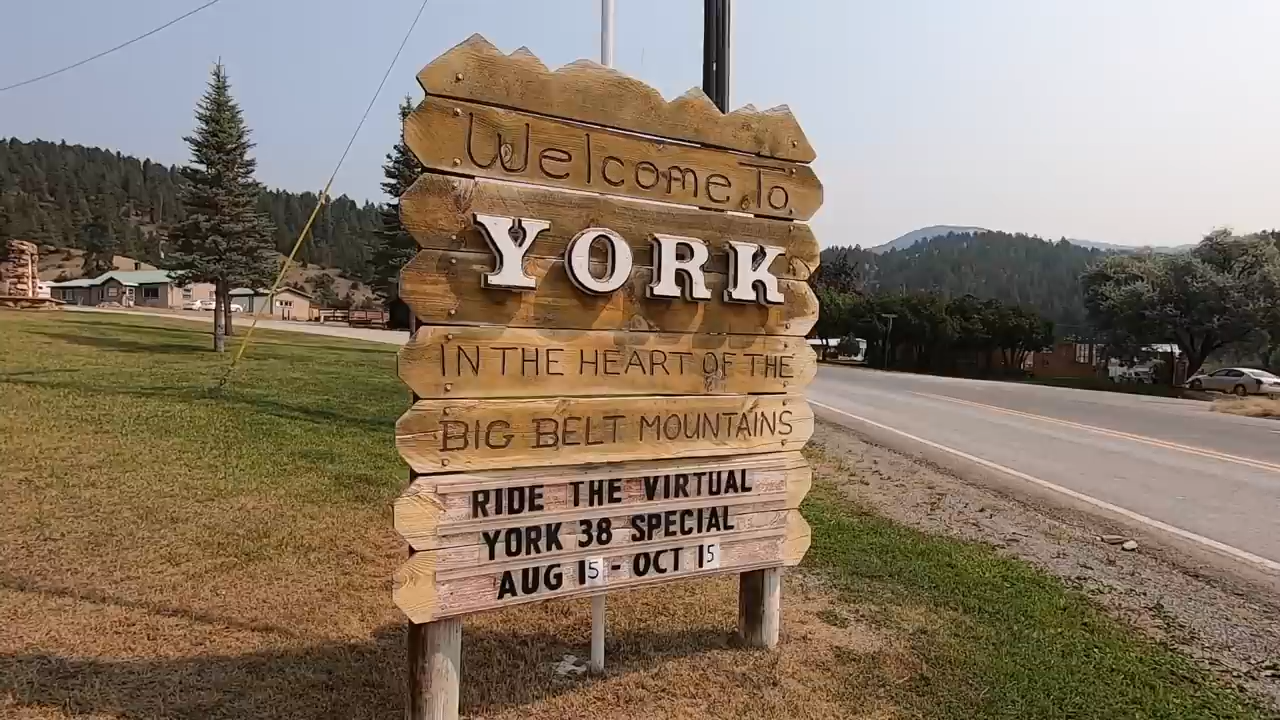 Welcome To
YORK
IN THE HEART OF THE
BIG BELT MOUNTAINS
RIDE THE VIRTUAL
YORK 38 SPECIAL
AUG 15 - OCT 15